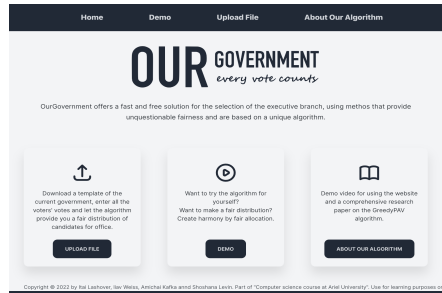 Home Demo Upload File About Our Algorithm
OUR GOVERNMENT
every vote counts
OurGovernment offers a fast and free solution for the selection of the executive branch, using methos that provide
unquestionable fairness and are based on a unique algorithm.
Download a template of the
current government, enter all the
voters' votes and let the algorithm
provide you a fair distribution of
candidates for office.
UPLOAD FILE
Want to try the algorithm for
yourself?
Want to make a fair distribution?
Create harmony by fair allocation.
DEMO
Demo video for using the website
and a comprehensive research
paper on the GreedyPAV
algorithm.
ABOUT OUR ALGORITHM
Copyright © 2022 by Itai Lashover, Ilav Weiss, Amichai Kafka annd Shoshana Levin. Part of "Computer science course at Ariel University". Use for learning purposes